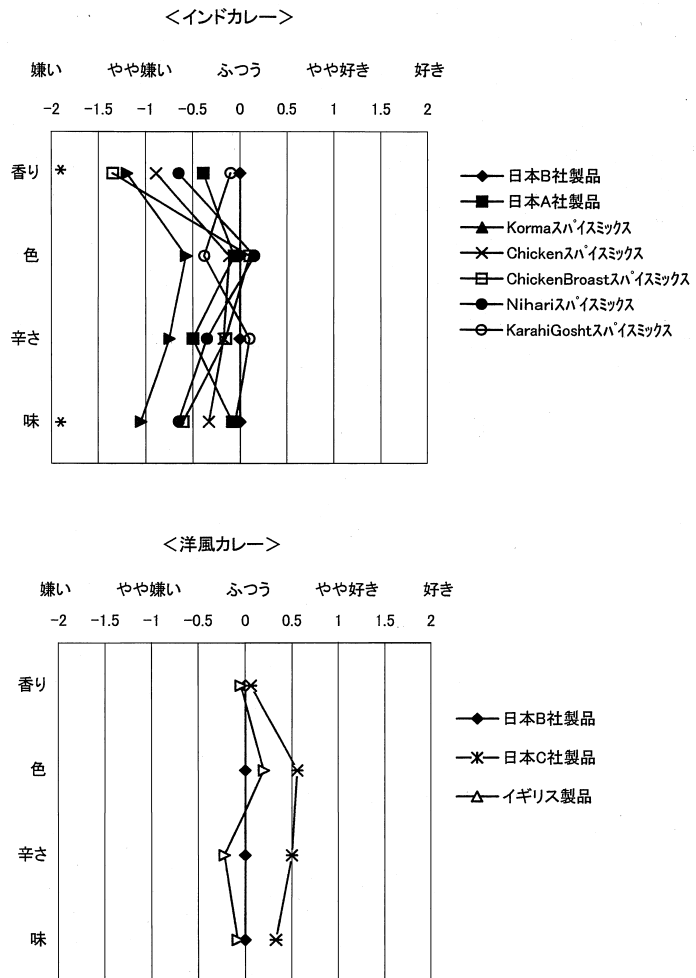 ＜インドカレー＞
嫌い やや嫌い ふつう やや好き 好き
-2 -1.5 -1 -0.5 0 0.5 1 1.5 2
香り *
色
辛さ
味 *
日本B社製品
日本A社製品
Kormaｽﾊﾟｲｽﾐｯｸｽ
Chickenｽﾊﾟｲｽﾐｯｸｽ
ChickenBroastｽﾊﾟｲｽﾐｯｸｽ
Nihariｽﾊﾟｲｽﾐｯｸｽ
KarahiGoshtｽﾊﾟｲｽﾐｯｸｽ
＜洋風カレー＞
嫌い やや嫌い ふつう やや好き 好き
-2 -1.5 -1 -0.5 0 0.5 1 1.5 2
香り
色
辛さ
味
日本B社製品
日本C社製品
イギリス製品